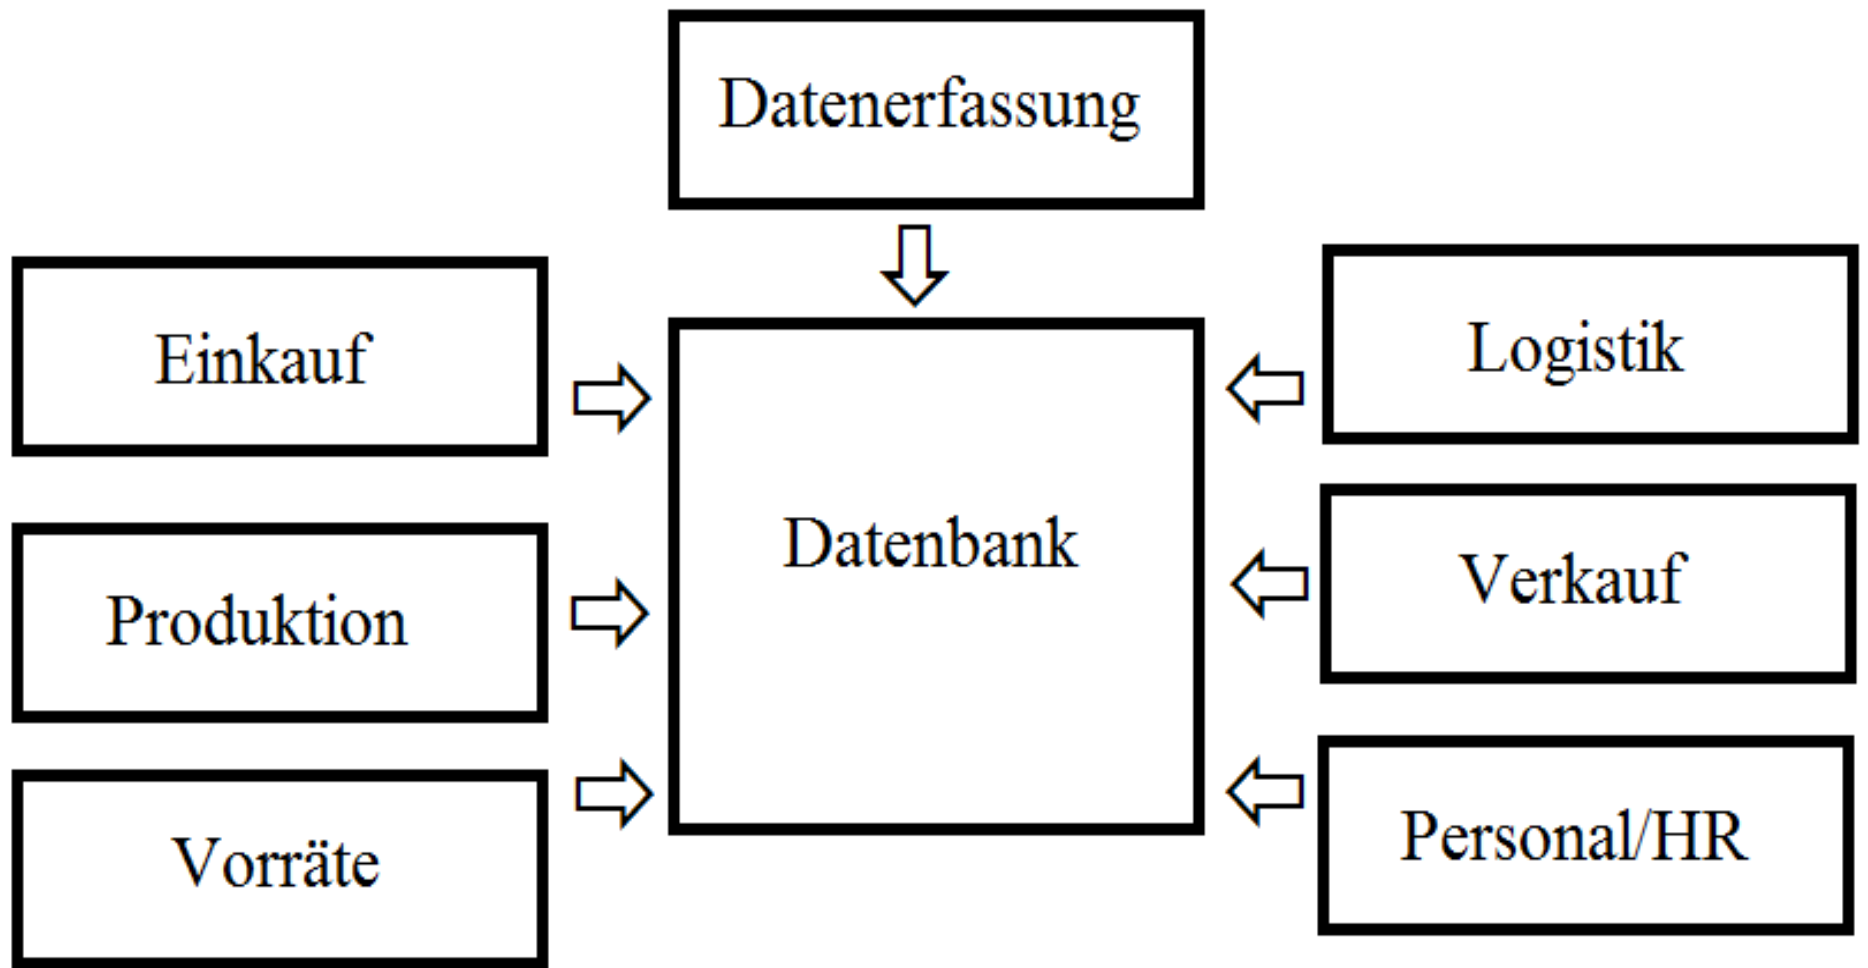 Datenerfassung
Einkauf
Logistik
Datenbank
Produktion
Verkauf
Vorräte
Personal/HR